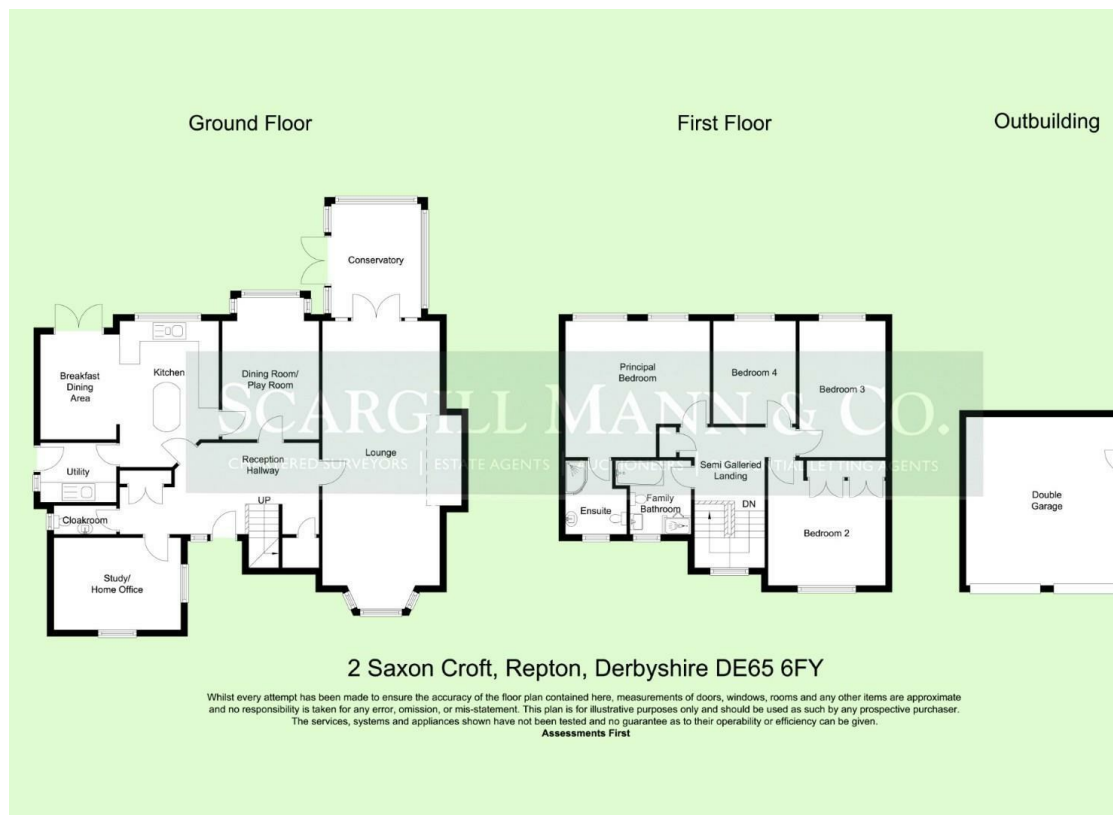 Ground Floor
First Floor
Outbuilding
Conservatory
Breakfast
Dining
Area
Kitchen
Dining Room/
Play Room
Lounge
Utility
Reception
Hallway
UP
Cloakroom
Study/
Home Office
Principal
Bedroom
Bedroom 4
Bedroom 3
Semi Galleried
Landing
DN
Ensuite
Family
Bathroom
Bedroom 2
Double
Garage
SCARGILL MANN & CO.
CHARTERED SURVEYORS | ESTATE AGENTS | AUCTIONEERS | RESIDENTIAL LETTING AGENTS
2 Saxon Croft, Repton, Derbyshire DE65 6FY
Whilst every attempt has been made to ensure the accuracy of the floor plan contained here, measurements of doors, windows, rooms and any other items are approximate
and no responsibility is taken for any error, omission, or mis-statement. This plan is for illustrative purposes only and should be used as such by any prospective purchaser.
The services, systems and appliances shown have not been tested and no guarantee as to their operability or efficiency can be given.
Assessments First